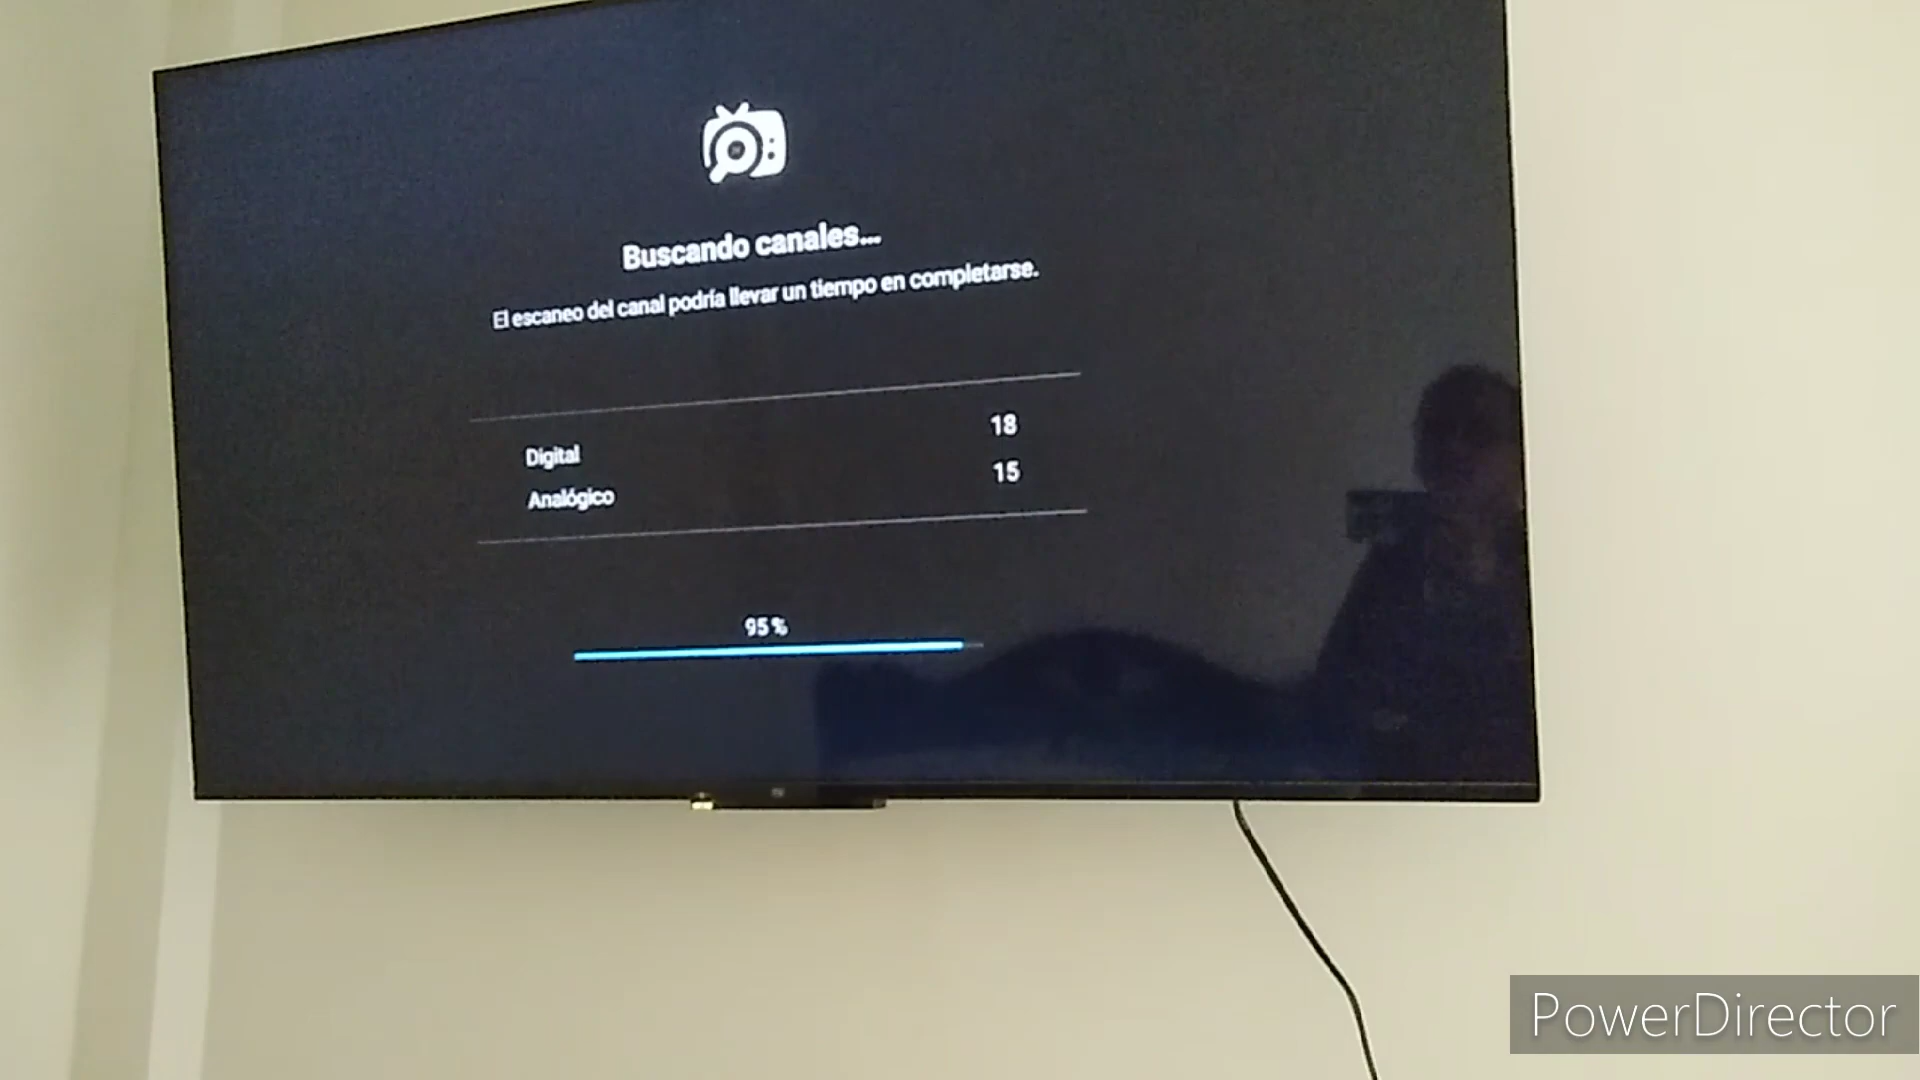 Buscando canales...
El escaneo del canal podría llevar un tiempo en completarse.
Digital 18
Analógico 15
95 %
PowerDirector